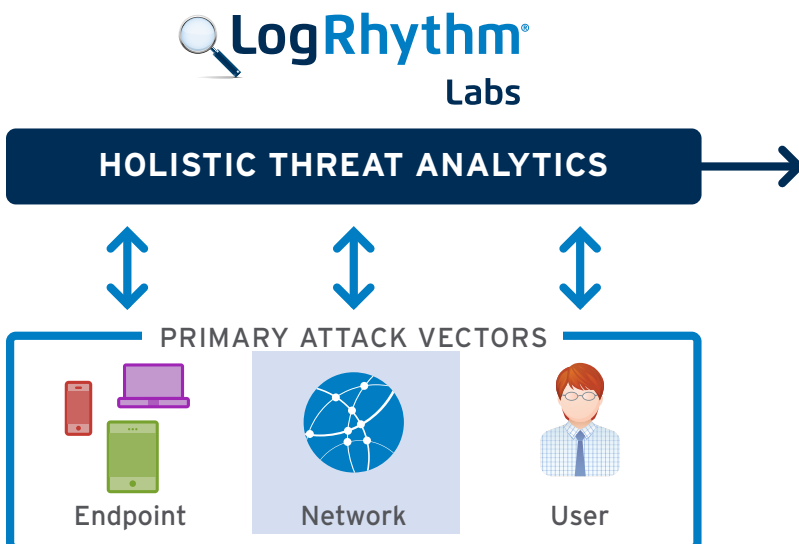 LogRhythm®
Labs
HOLISTIC THREAT ANALYTICS
PRIMARY ATTACK VECTORS
Endpoint Network User